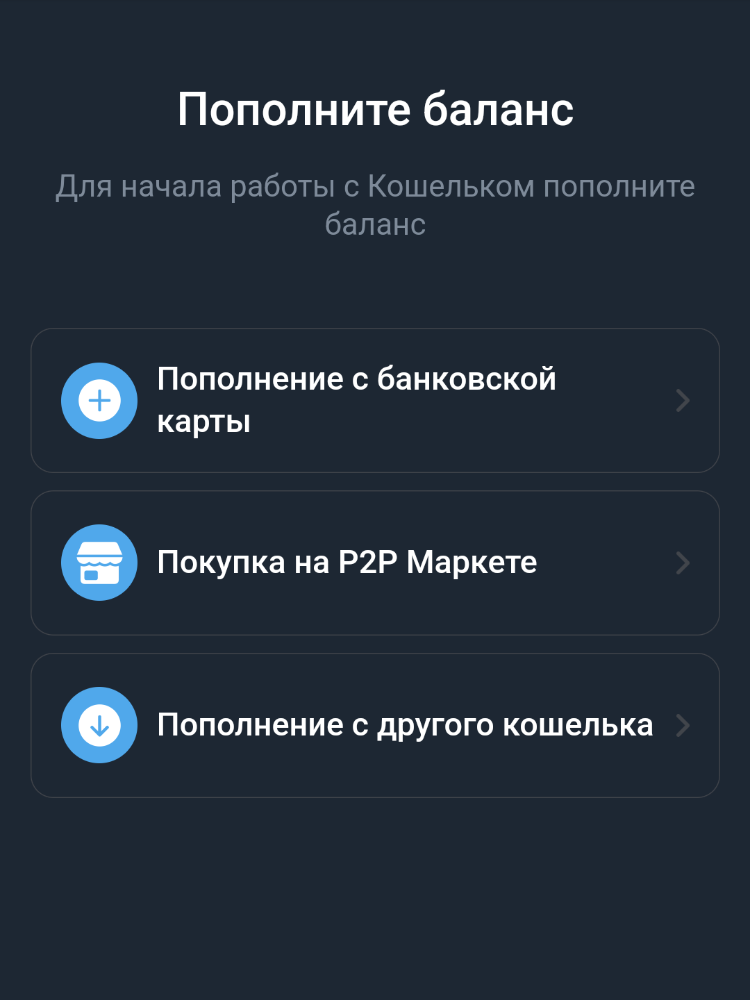 Пополните баланс
Для начала работы с Кошельком пополните
баланс
Пополнение с банковской
карты
Покупка на P2P Маркете
Пополнение с другого кошелька